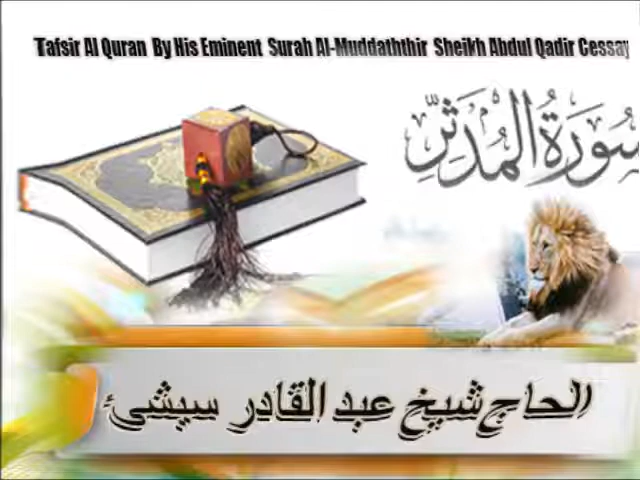 Tafsir Al Quran By His Eminent Surah Al-Muddaththir Sheikh Abdul Qadir Cessay
سُورَةُ المُدَّثِّرِ
الحاج شيخ عبد القادر سيشئ